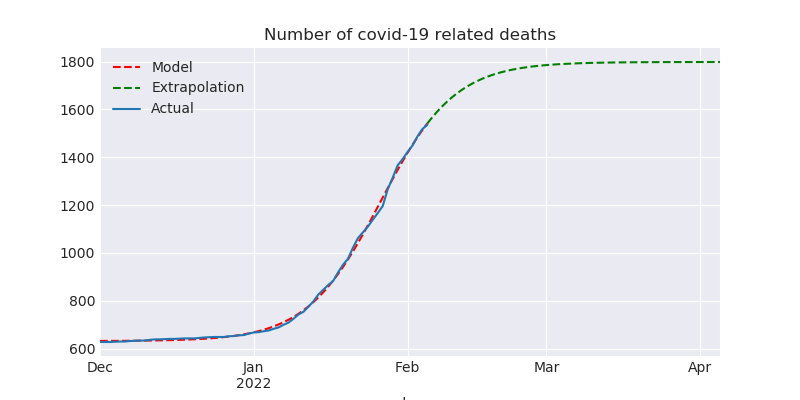 Number of covid-19 related deaths
Model
Extrapolation
Actual
1800
1600
1400
1200
1000
800
600
Dec Jan Feb Mar Apr
2022